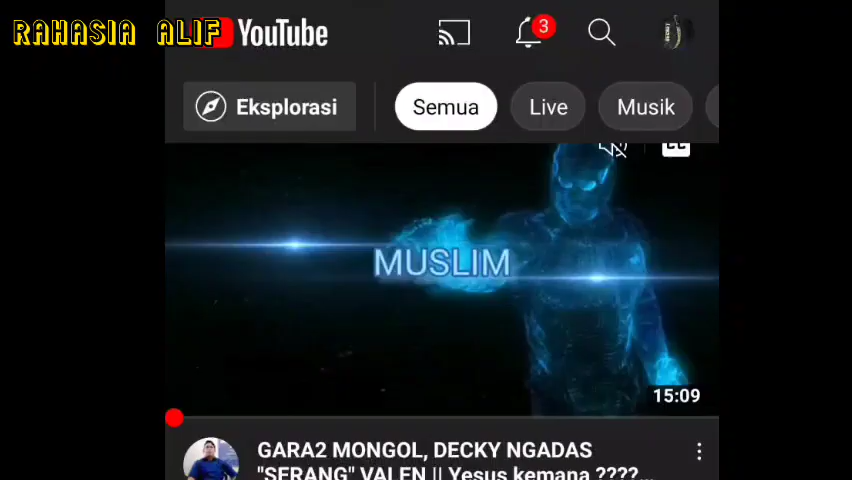 RAHASIA ALIF
YouTube
3
Eksplorasi
Semua
Live
Musik
CC
MUSLIM
15:09
GARA2 MONGOL, DECKY NGADAS
"SERANG" VALEN || Yesus kemana ????...